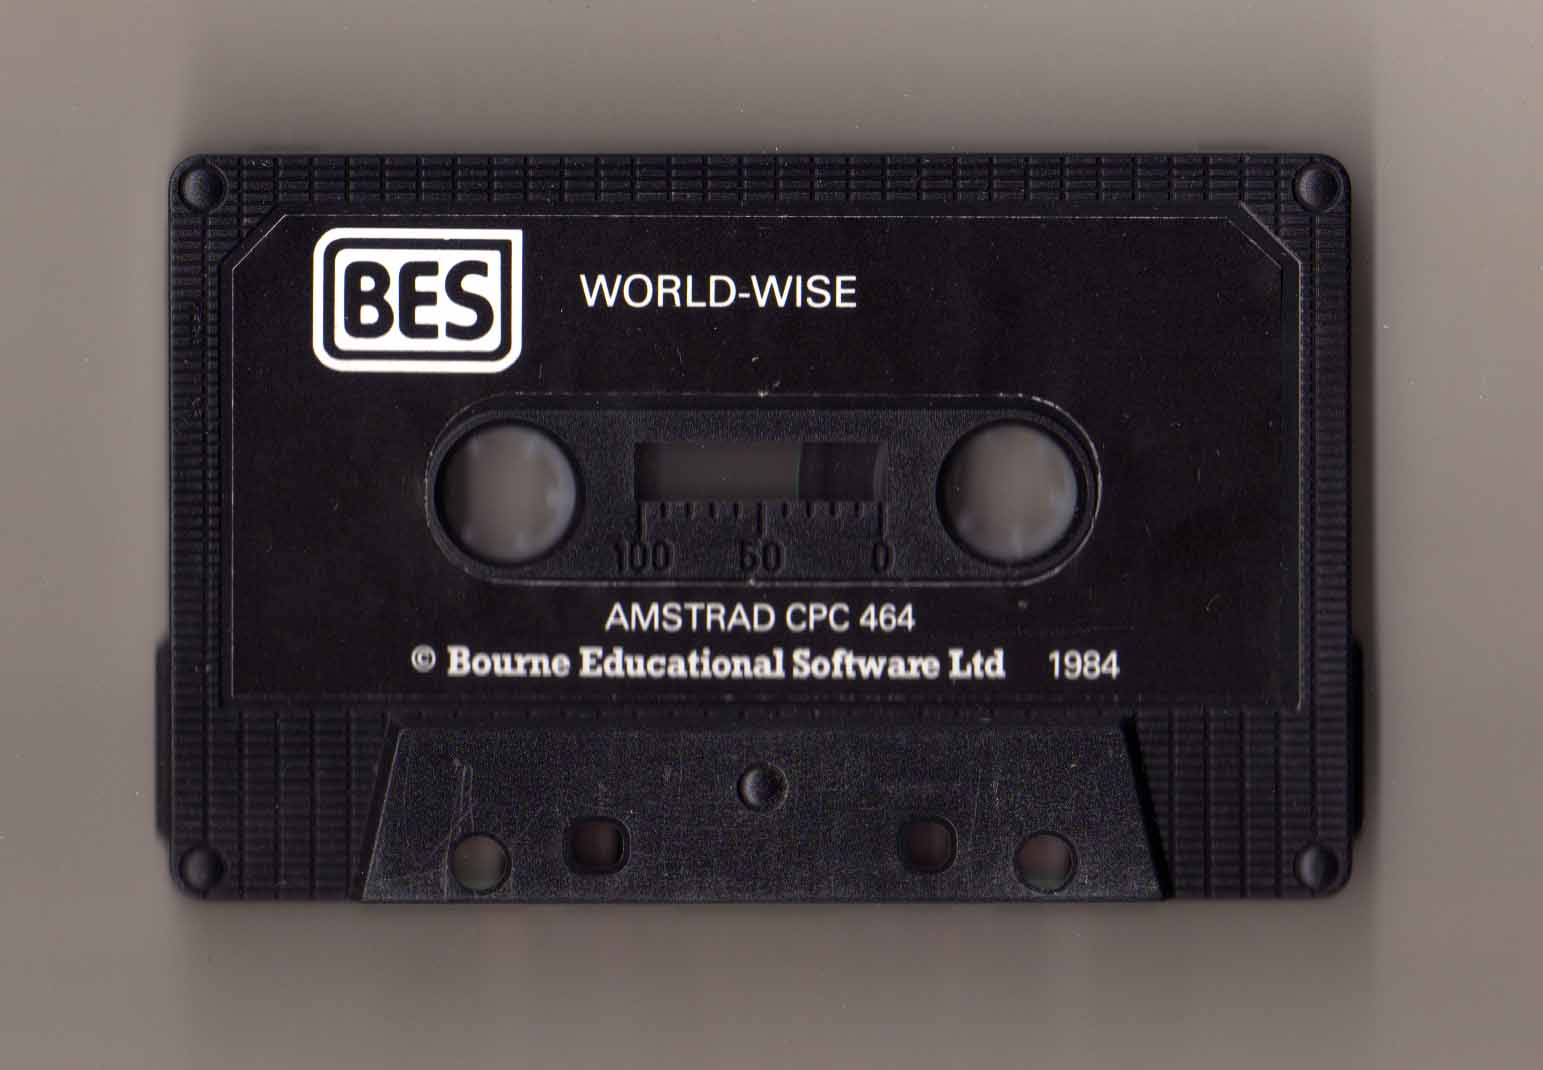 BES
WORLD-WISE
100 50 0
AMSTRAD CPC 464
© Bourne Educational Software Ltd 1984